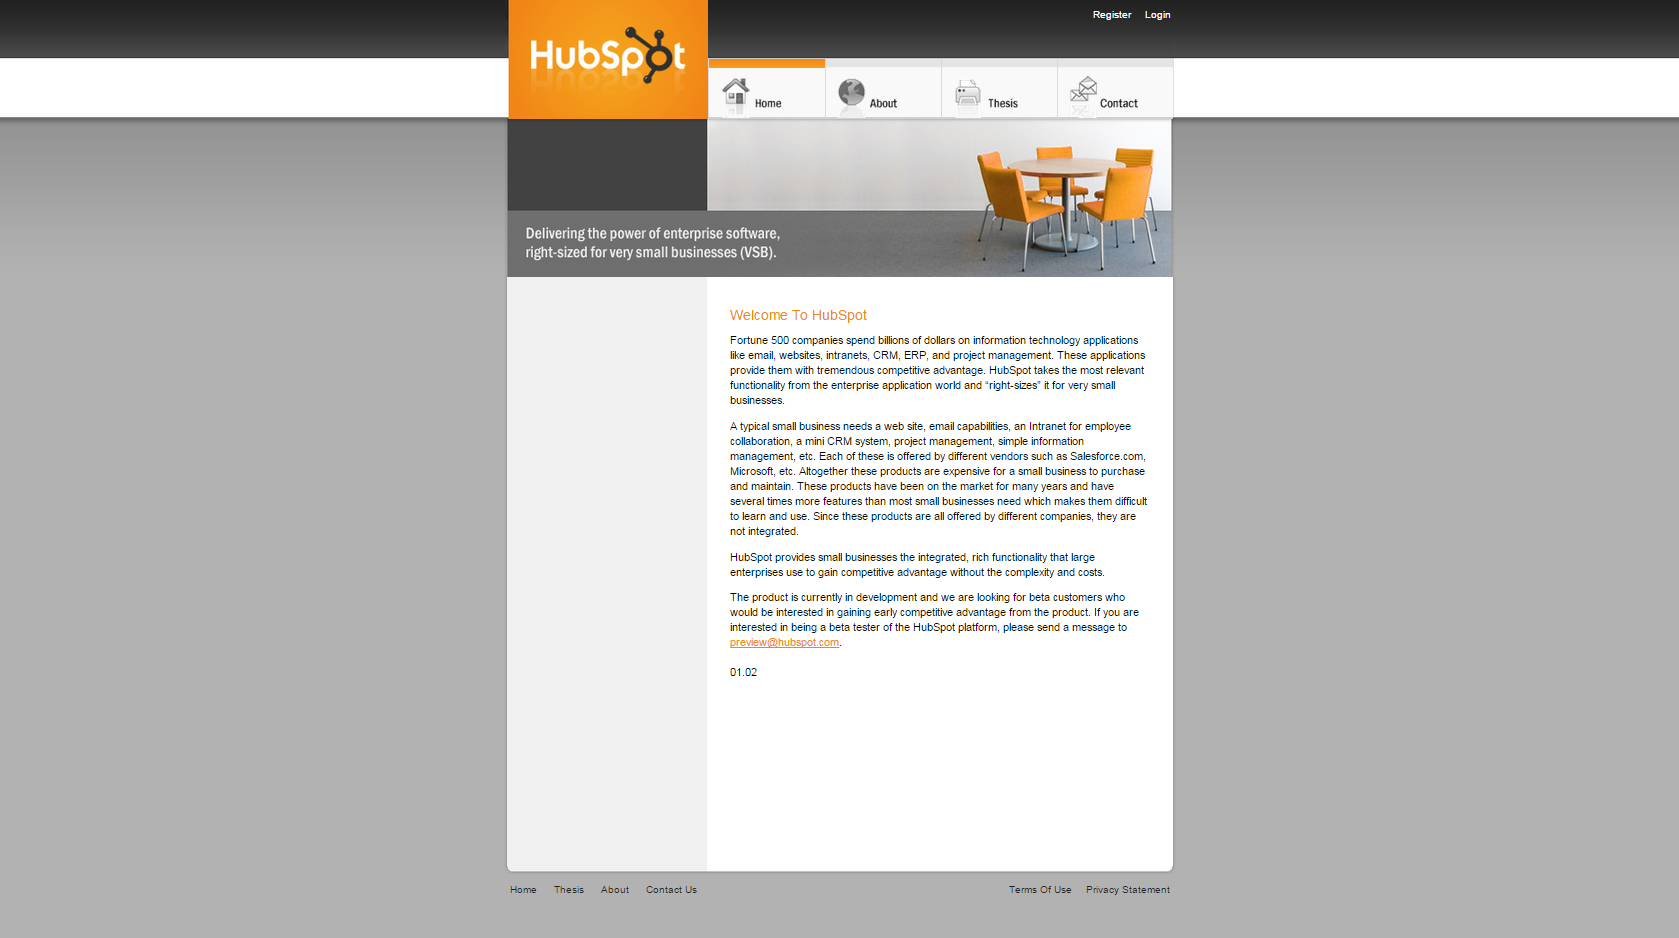 Register Login
HubSpot
Home About Thesis Contact
Delivering the power of enterprise software,
right-sized for very small businesses (VSB).
Welcome To HubSpot
Fortune 500 companies spend billions of dollars on information technology applications
like email, websites, intranets, CRM, ERP, and project management. These applications
provide them with tremendous competitive advantage. HubSpot takes the most relevant
functionality from the enterprise application world and “right-sizes” it for very small
businesses.
A typical small business needs a web site, email capabilities, an Intranet for employee
collaboration, a mini CRM system, project management, simple information
management, etc. Each of these is offered by different vendors such as Salesforce.com,
Microsoft, etc. Altogether these products are expensive for a small business to purchase
and maintain. These products have been on the market for many years and have
several times more features than most small businesses need which makes them difficult
to learn and use. Since these products are all offered by different companies, they are
not integrated.
HubSpot provides small businesses the integrated, rich functionality that large
enterprises use to gain competitive advantage without the complexity and costs.
The product is currently in development and we are looking for beta customers who
would be interested in gaining early competitive advantage from the product. If you are
interested in being a beta tester of the HubSpot platform, please send a message to
preview@hubspot.com.
01.02
Home Thesis About Contact Us Terms Of Use Privacy Statement